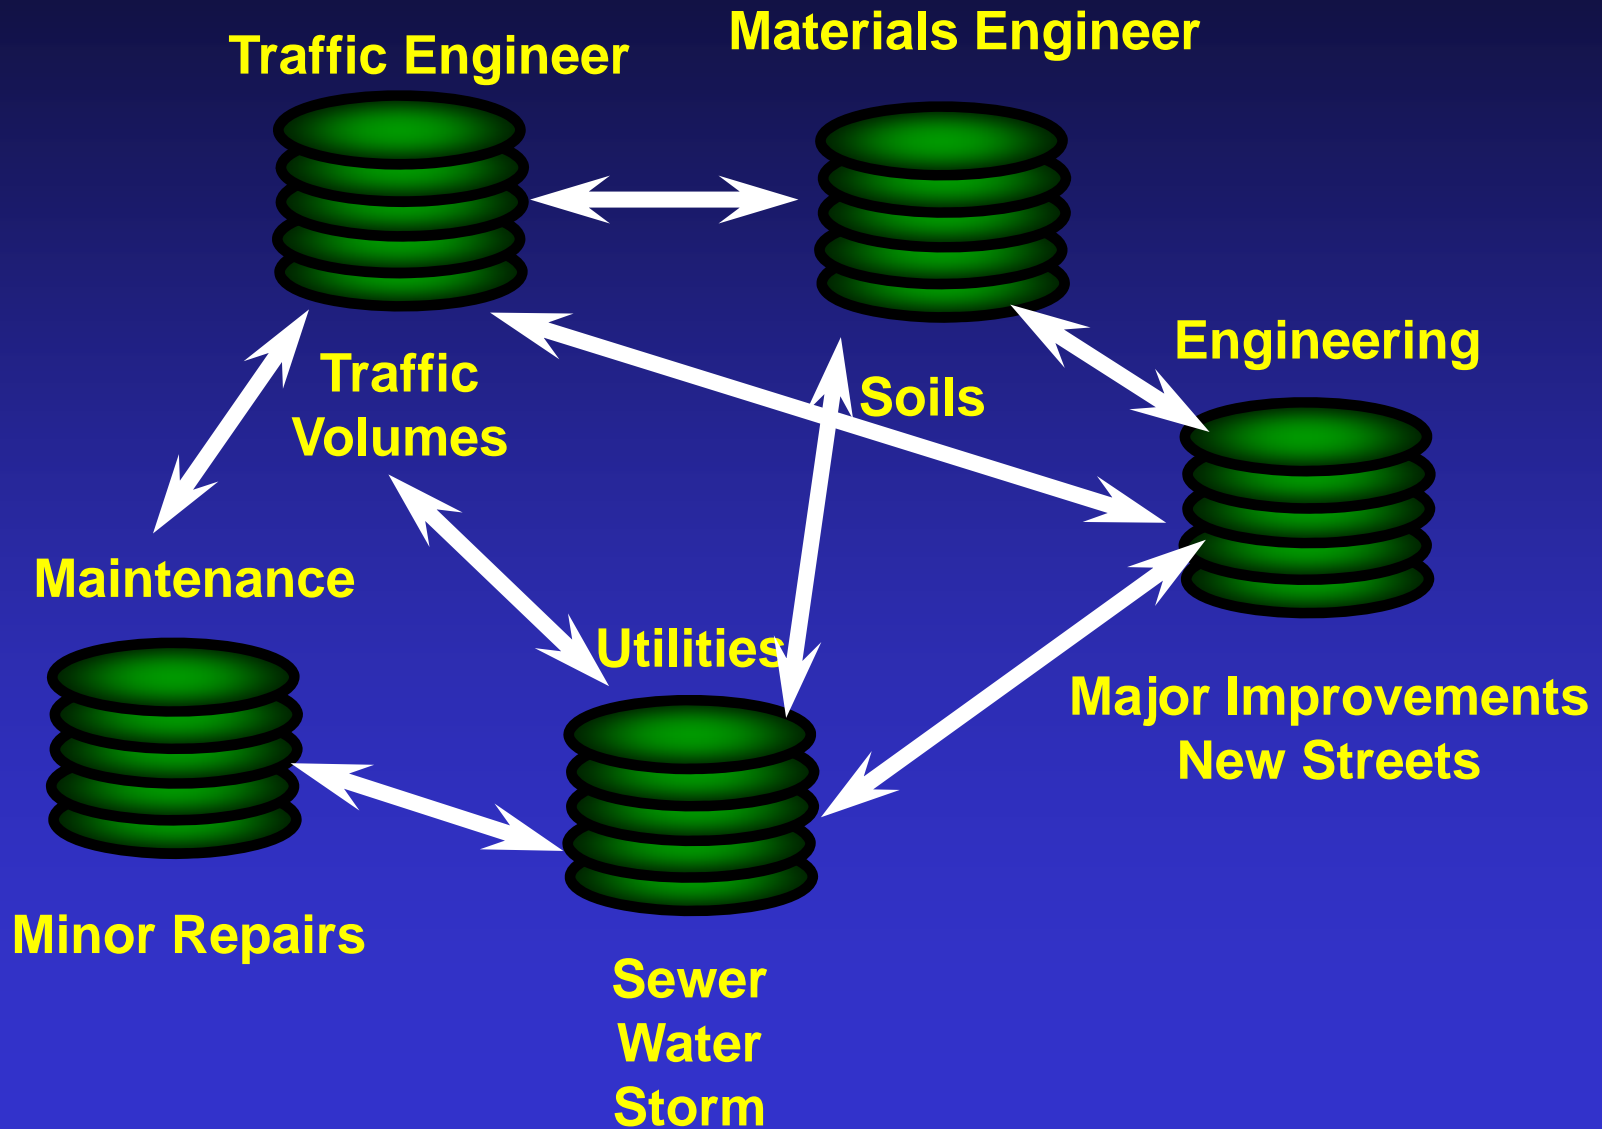 Traffic Engineer
Materials Engineer
Engineering
Traffic
Volumes
Soils
Maintenance
Utilities
Major Improvements
New Streets
Minor Repairs
Sewer
Water
Storm